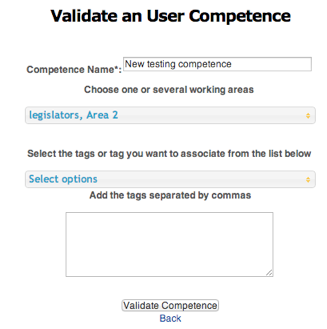 Validate an User Competence
Competence Name*: New testing competence
Choose one or several working areas
legislators, Area 2
Select the tags or tag you want to associate from the list below
Select options
Add the tags separated by commas
Validate Competence
Back